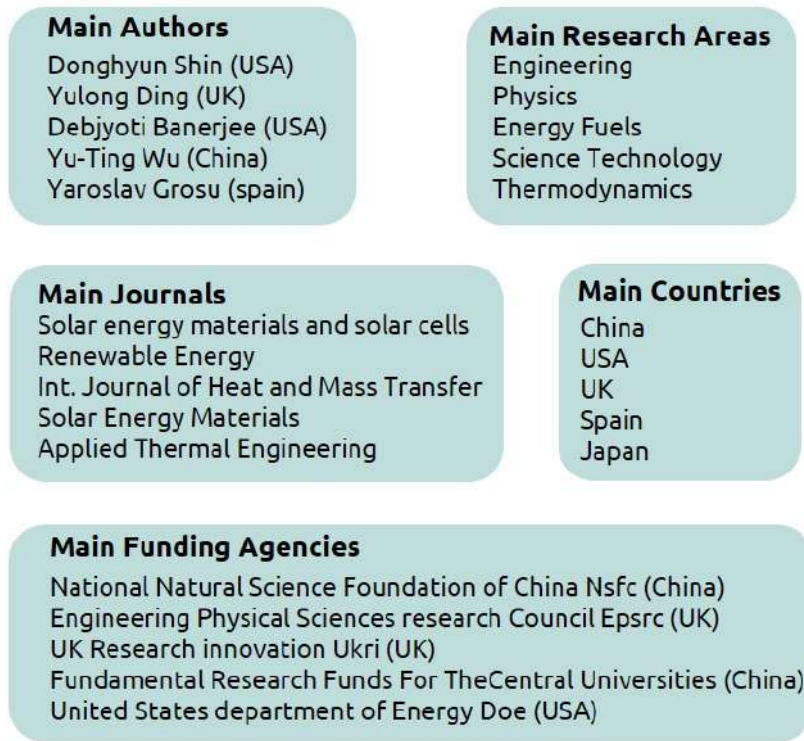 Main Authors
Donghyun Shin (USA)
Yulong Ding (UK)
Debjyoti Banerjee (USA)
Yu-Ting Wu (China)
Yaroslav Grosu (spain)
Main Research Areas
Engineering
Physics
Energy Fuels
Science Technology
Thermodynamics
Main Journals
Solar energy materials and solar cells
Renewable Energy
Int. Journal of Heat and Mass Transfer
Solar Energy Materials
Applied Thermal Engineering
Main Countries
China
USA
UK
Spain
Japan
Main Funding Agencies
National Natural Science Foundation of China Nsfc (China)
Engineering Physical Sciences research Council Epsrc (UK)
UK Research innovation Ukri (UK)
Fundamental Research Funds For TheCentral Universities (China)
United States department of Energy Doe (USA)